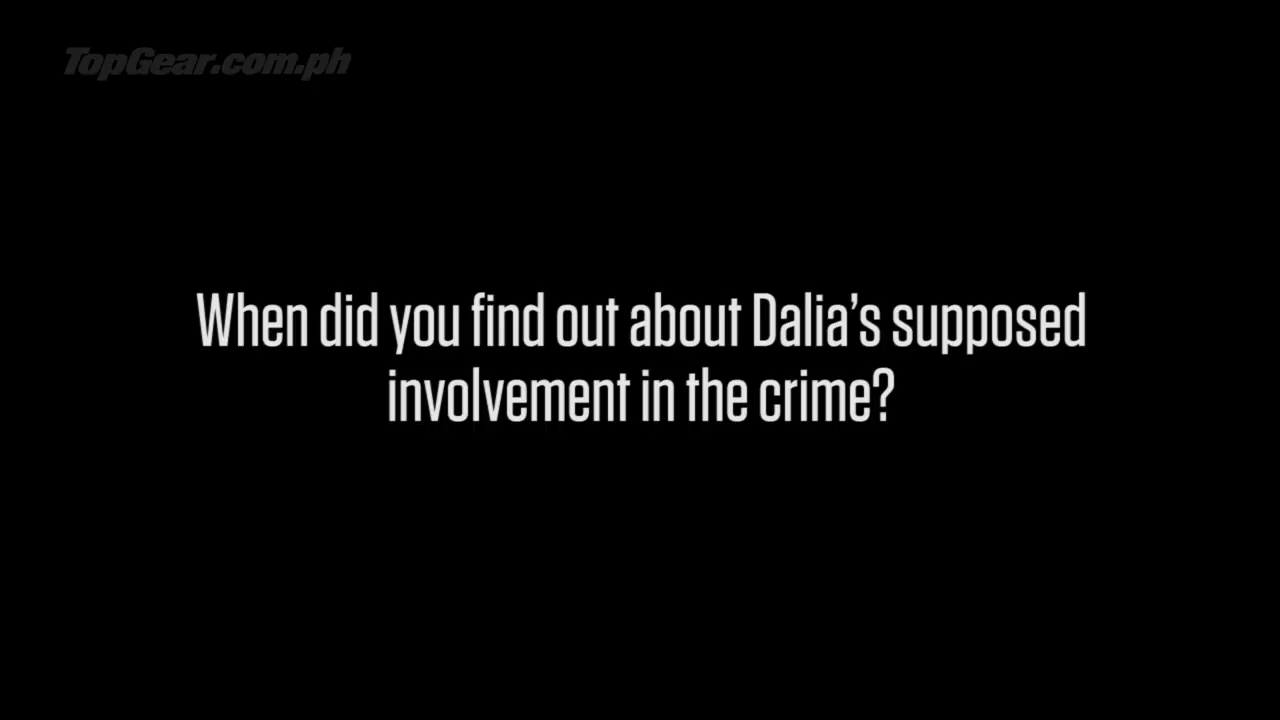 TopGear.com.ph
When did you find out about Dalia’s supposed
involvement in the crime?